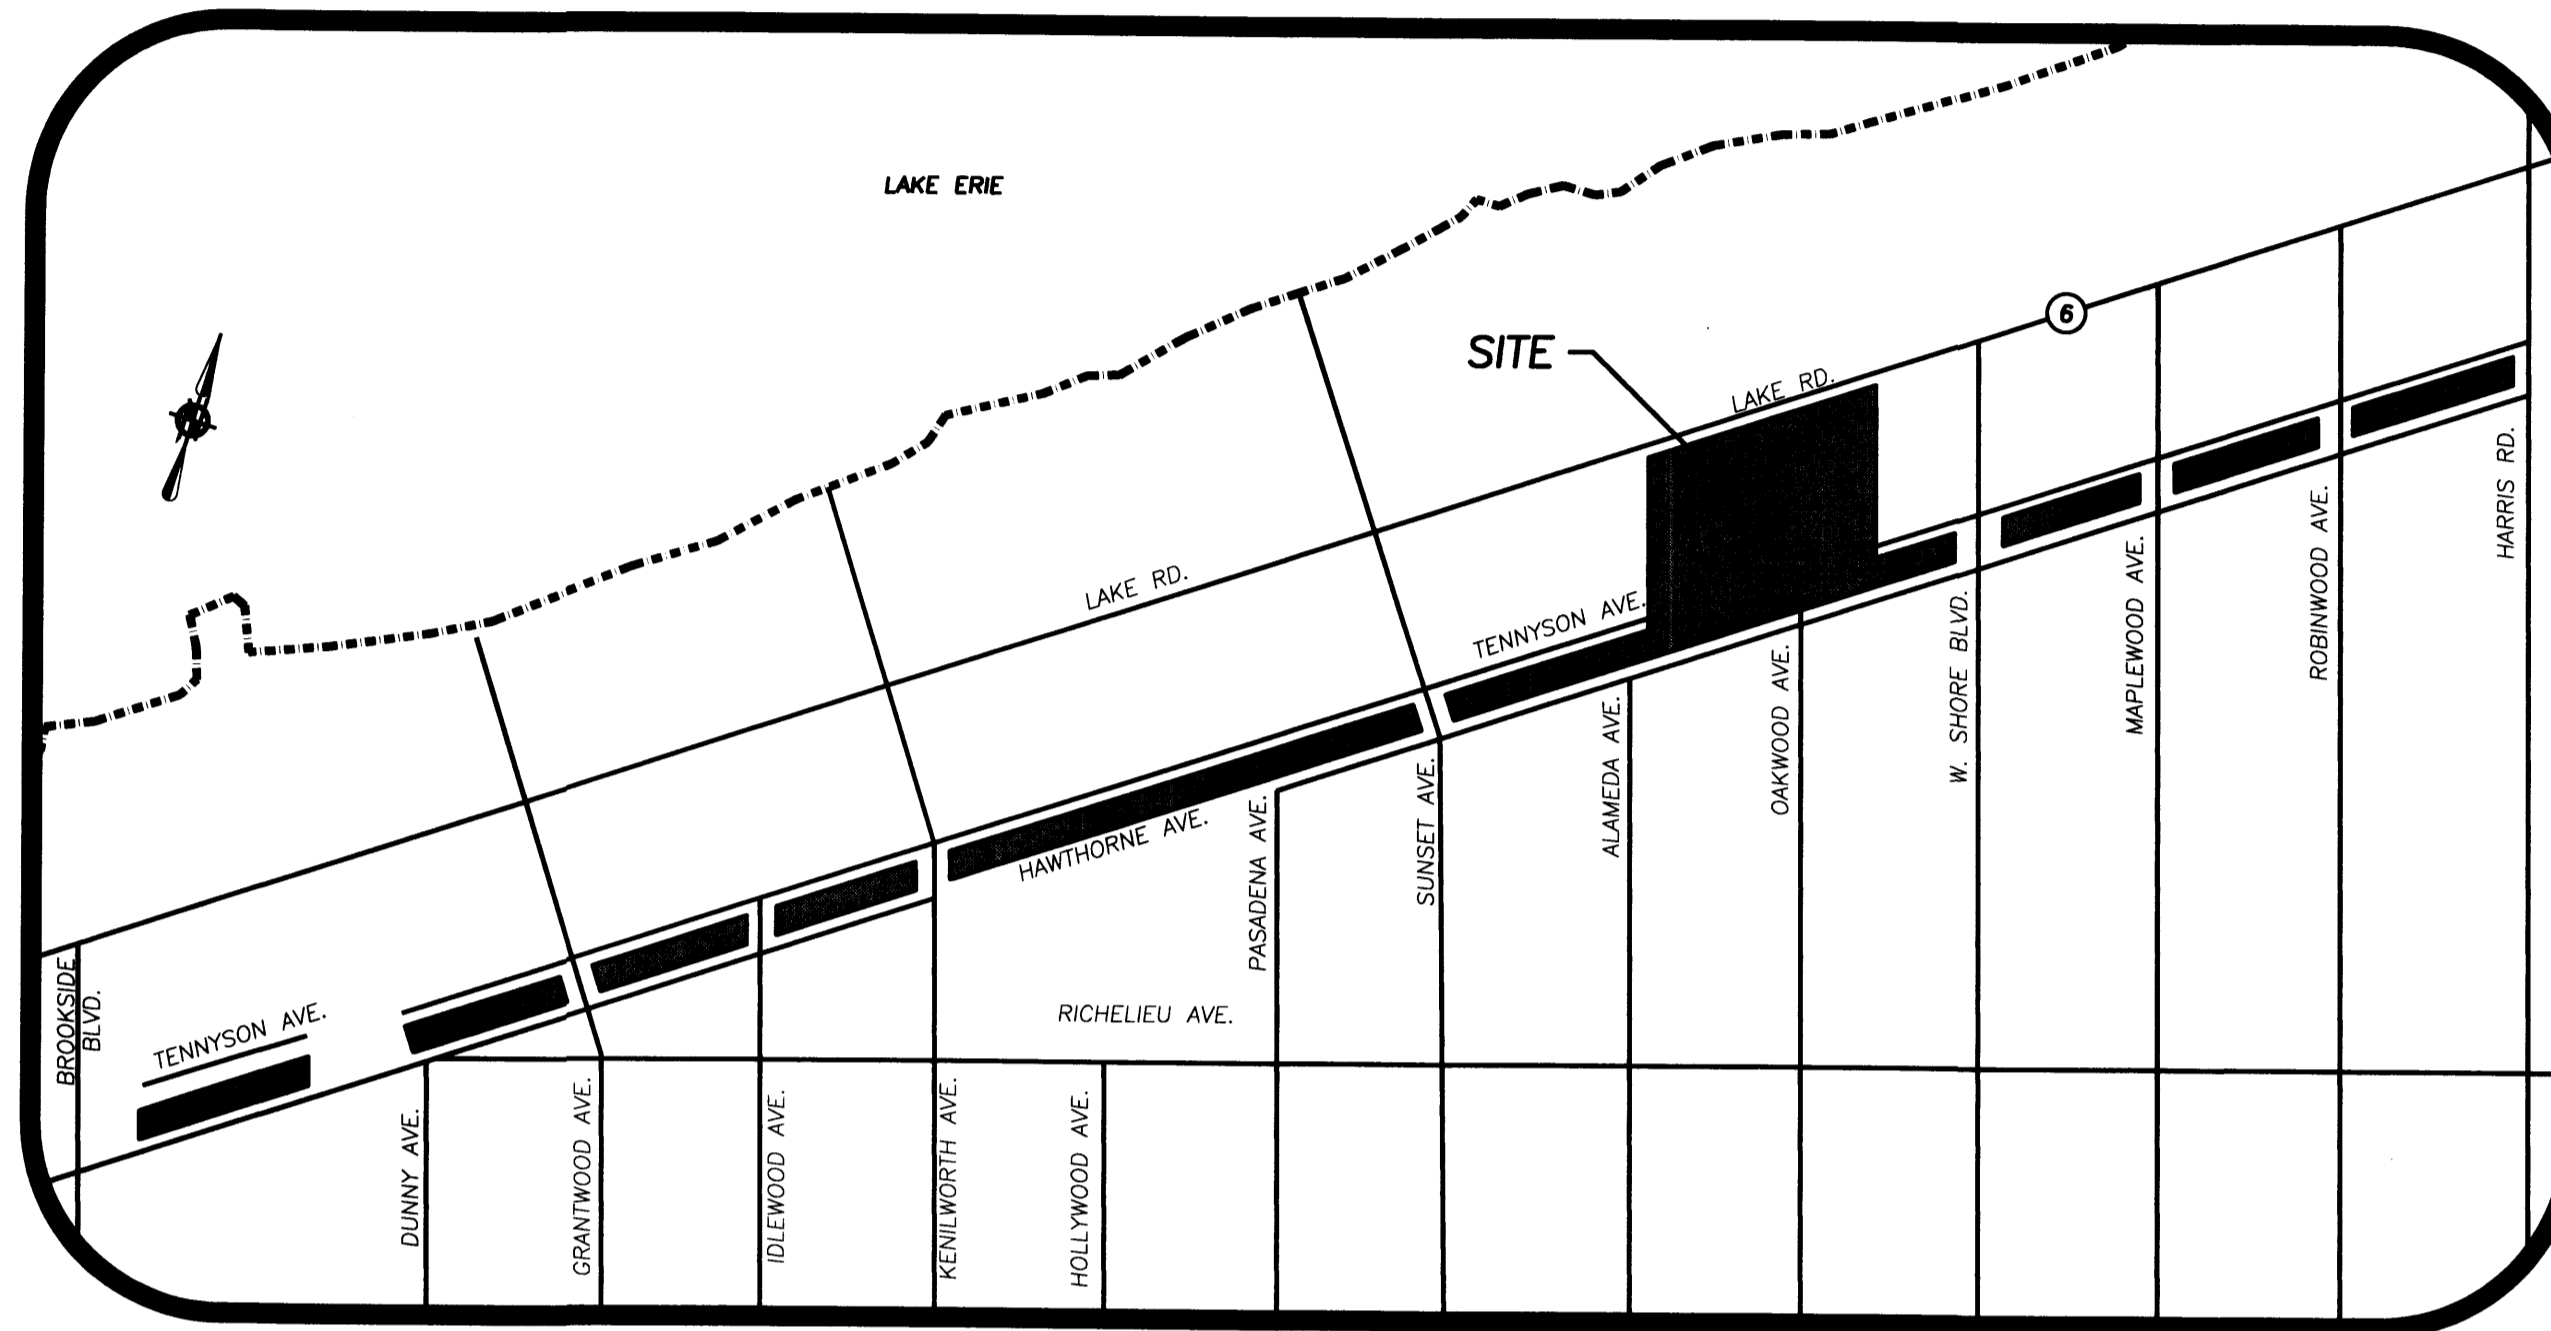 LAKE ERIE
6
SITE
LAKE RD.
LAKE RD.
TENNYSON AVE.
HAWTHORNE AVE.
TENNYSON AVE.
RICHELIEU AVE.
BROOKSIDE
BLVD.
DUNNY AVE.
GRANTWOOD AVE.
IDLEWOOD AVE.
KENILWORTH AVE.
HOLLYWOOD AVE.
PASADENA AVE.
SUNSET AVE.
ALAMEDA AVE.
OAKWOOD AVE.
W. SHORE BLVD.
MAPLEWOOD AVE.
ROBINWOOD AVE.
HARRIS RD.